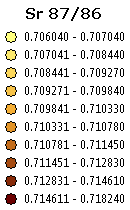 Sr 87/86
0.706040 - 0.707040
0.707041 - 0.708440
0.708441 - 0.709270
0.709271 - 0.709840
0.709841 - 0.710330
0.710331 - 0.710780
0.710781 - 0.711450
0.711451 - 0.712830
0.712831 - 0.714610
0.714611 - 0.718240